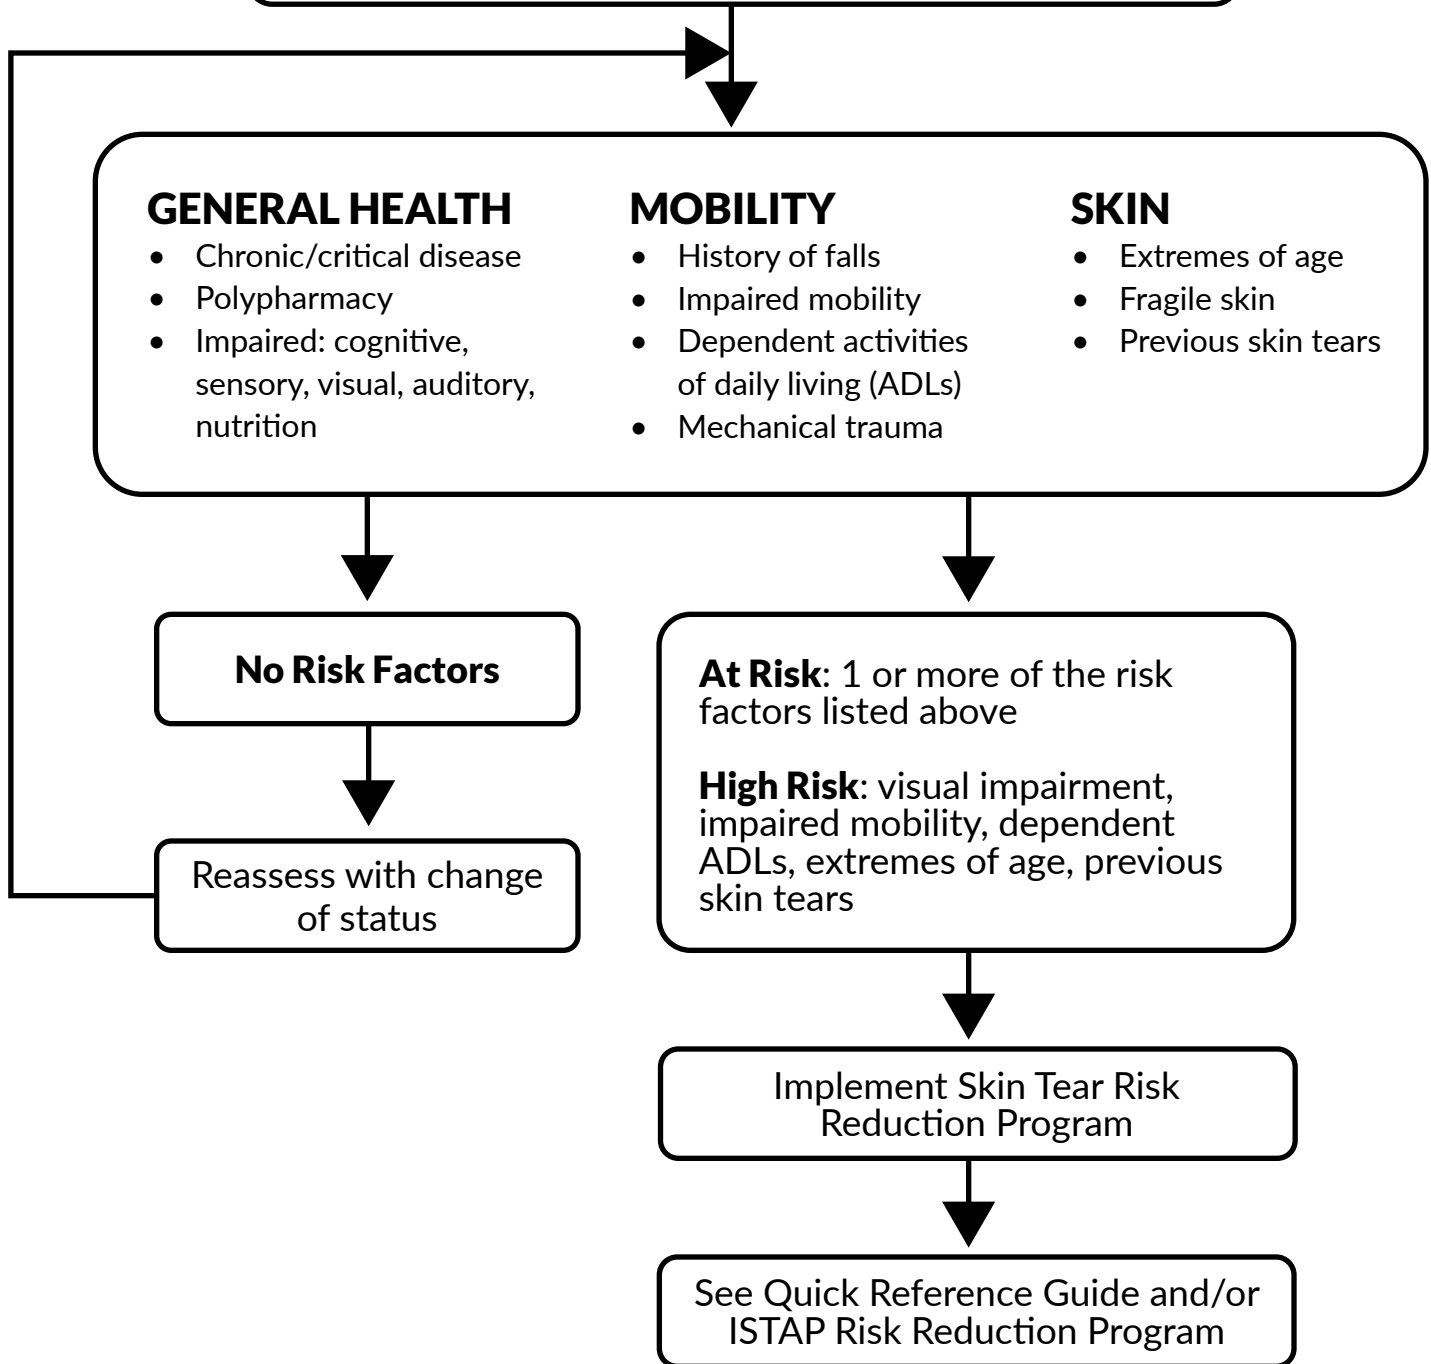 GENERAL HEALTH
• Chronic/critical disease
• Polypharmacy
• Impaired: cognitive,
sensory, visual, auditory,
nutrition
MOBILITY
• History of falls
• Impaired mobility
• Dependent activities
of daily living (ADLs)
• Mechanical trauma
SKIN
• Extremes of age
• Fragile skin
• Previous skin tears
No Risk Factors
Reassess with change
of status
At Risk: 1 or more of the risk
factors listed above
High Risk: visual impairment,
impaired mobility, dependent
ADLs, extremes of age, previous
skin tears
Implement Skin Tear Risk
Reduction Program
See Quick Reference Guide and/or
ISTAP Risk Reduction Program